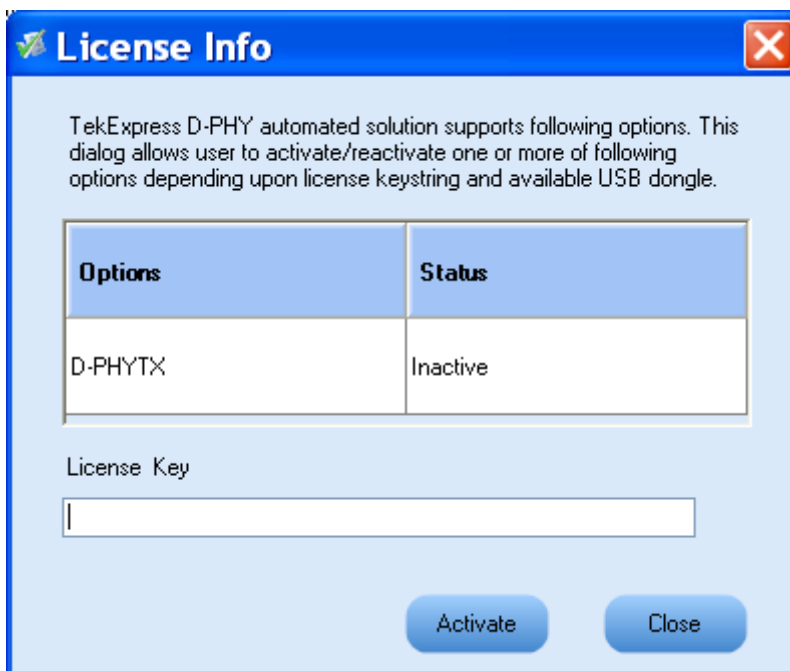 License Info
TekExpress D-PHY automated solution supports following options. This
dialog allows user to activate/reactivate one or more of following
options depending upon license keystring and available USB dongle.
Options Status
D-PHYTX Inactive
License Key
Activate Close